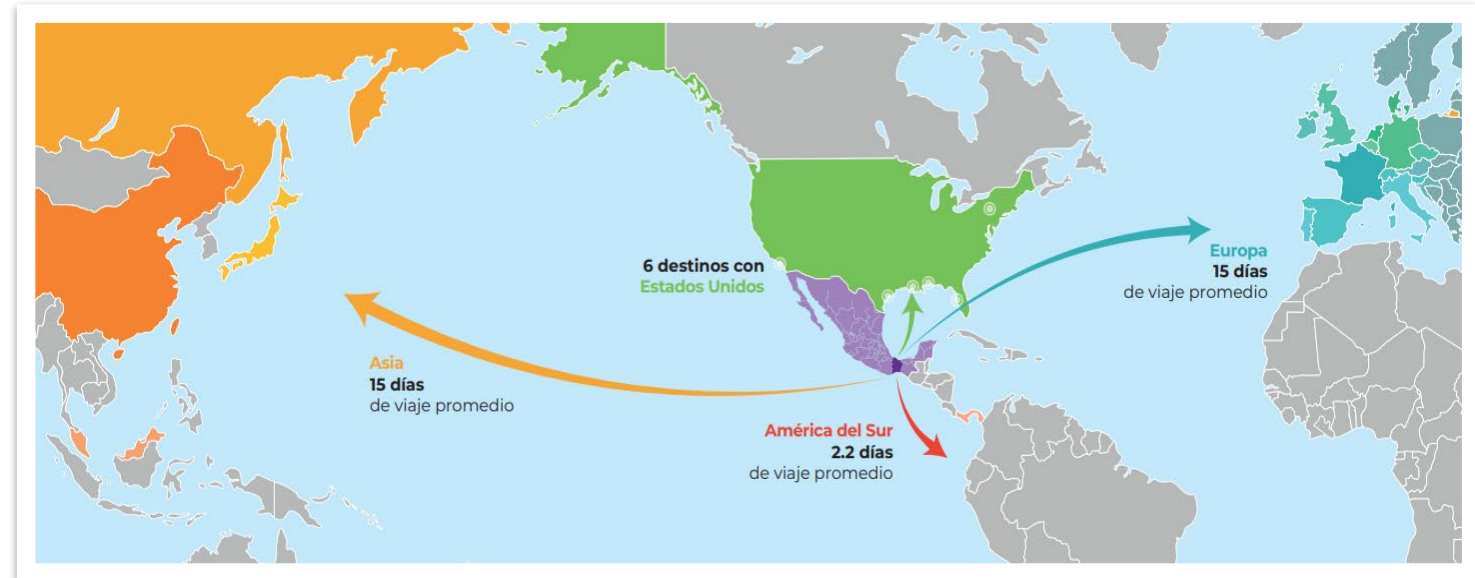 6 destinos con
Estados Unidos
Europa
15 días
de viaje promedio
Asia
15 días
de viaje promedio
América del Sur
2.2 días
de viaje promedio